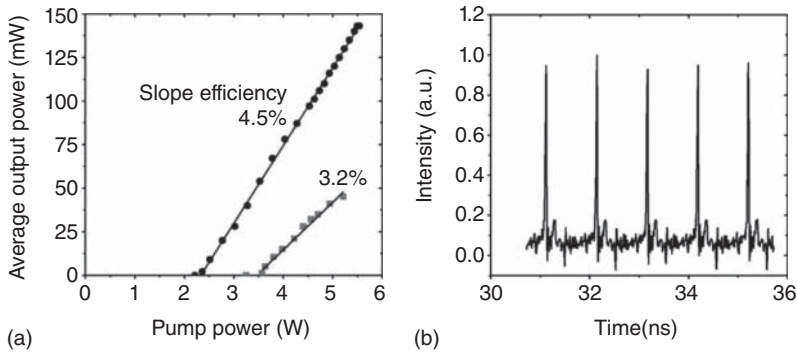 150
125
100
75
50
25
0
Average output power (mW)
Slope efficiency
4.5%
3.2%
0 1 2 3 4 5 6
Pump power (W)
(a)
1.2
1.0
0.8
0.6
0.4
0.2
0.0
Intensity (a.u.)
30 32 34 36
Time(ns)
(b)